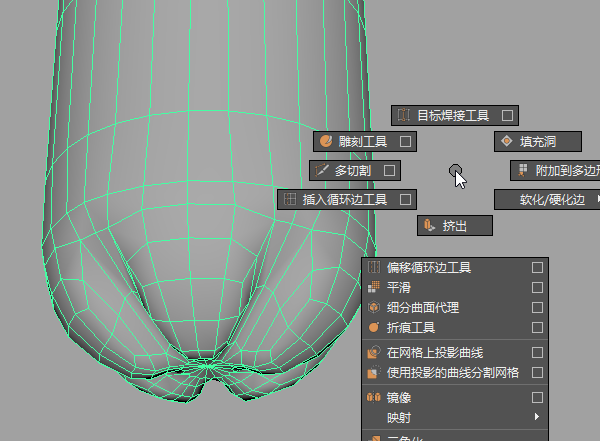 目标焊接工具
雕刻工具
填充洞
多切割
附加到多边形
插入循环边工具
软化/硬化边
挤出
偏移循环边工具
平滑
细分曲面代理
折痕工具
在网格上投影曲线
使用投影的曲线分割网格
镜像
映射
三角化